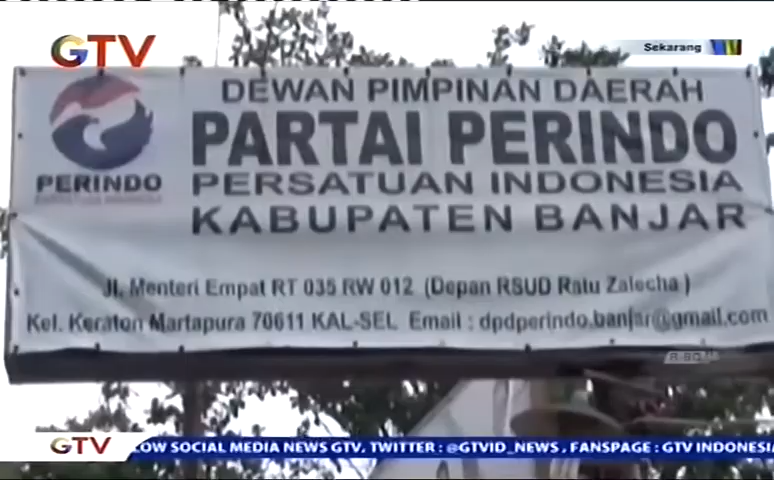 GTV
Sekarang
DEWAN PIMPINAN DAERAH
PARTAI PERINDO
PERINDO
PERSATUAN INDONESIA
KABUPATEN BANJAR
Jl. Menteri Empat RT 035 RW 012 (Depan RSUD Ratu Zalecha)
Kel. Keraton Martapura 70611 KAL-SEL Email : dpdperindo.banjar@gmail.com
R-BO
GTV LOW SOCIAL MEDIA NEWS GTV, TWITTER : @GTVID_NEWS , FANSPAGE : GTV INDONESIA